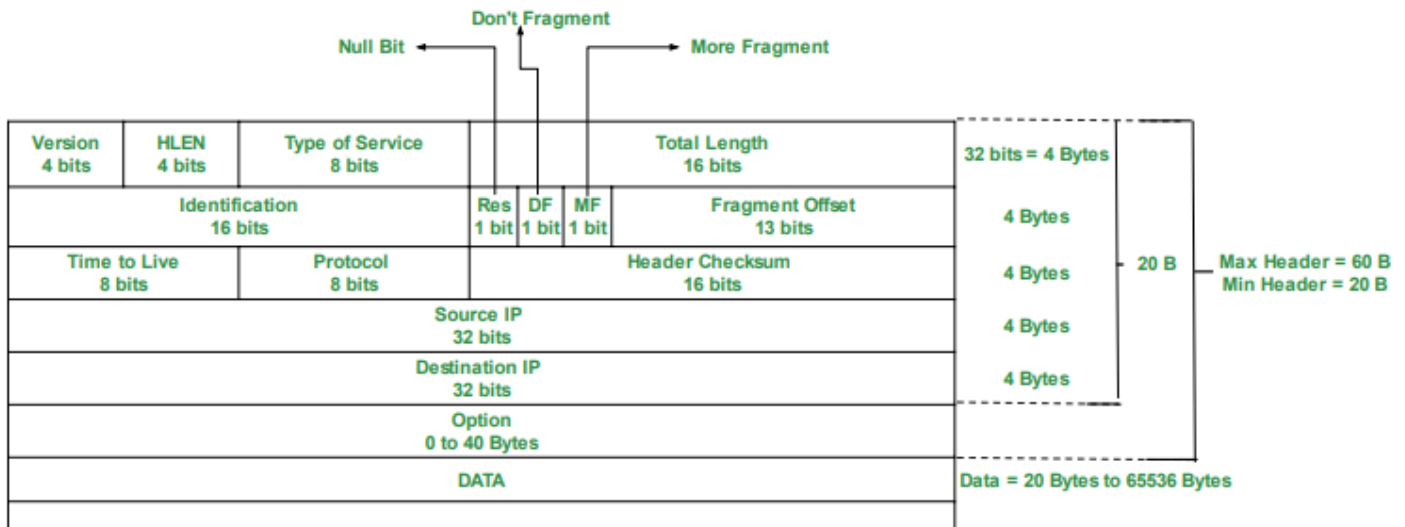 Don't Fragment
Null Bit
More Fragment
Version
4 bits
HLEN
4 bits
Type of Service
8 bits
Total Length
16 bits
32 bits = 4 Bytes
Identification
16 bits
Res
1 bit
DF
1 bit
MF
1 bit
Fragment Offset
13 bits
4 Bytes
Time to Live
8 bits
Protocol
8 bits
Header Checksum
16 bits
4 Bytes
20 B
Max Header = 60 B
Min Header = 20 B
Source IP
32 bits
4 Bytes
Destination IP
32 bits
4 Bytes
Option
0 to 40 Bytes
DATA
Data = 20 Bytes to 65536 Bytes